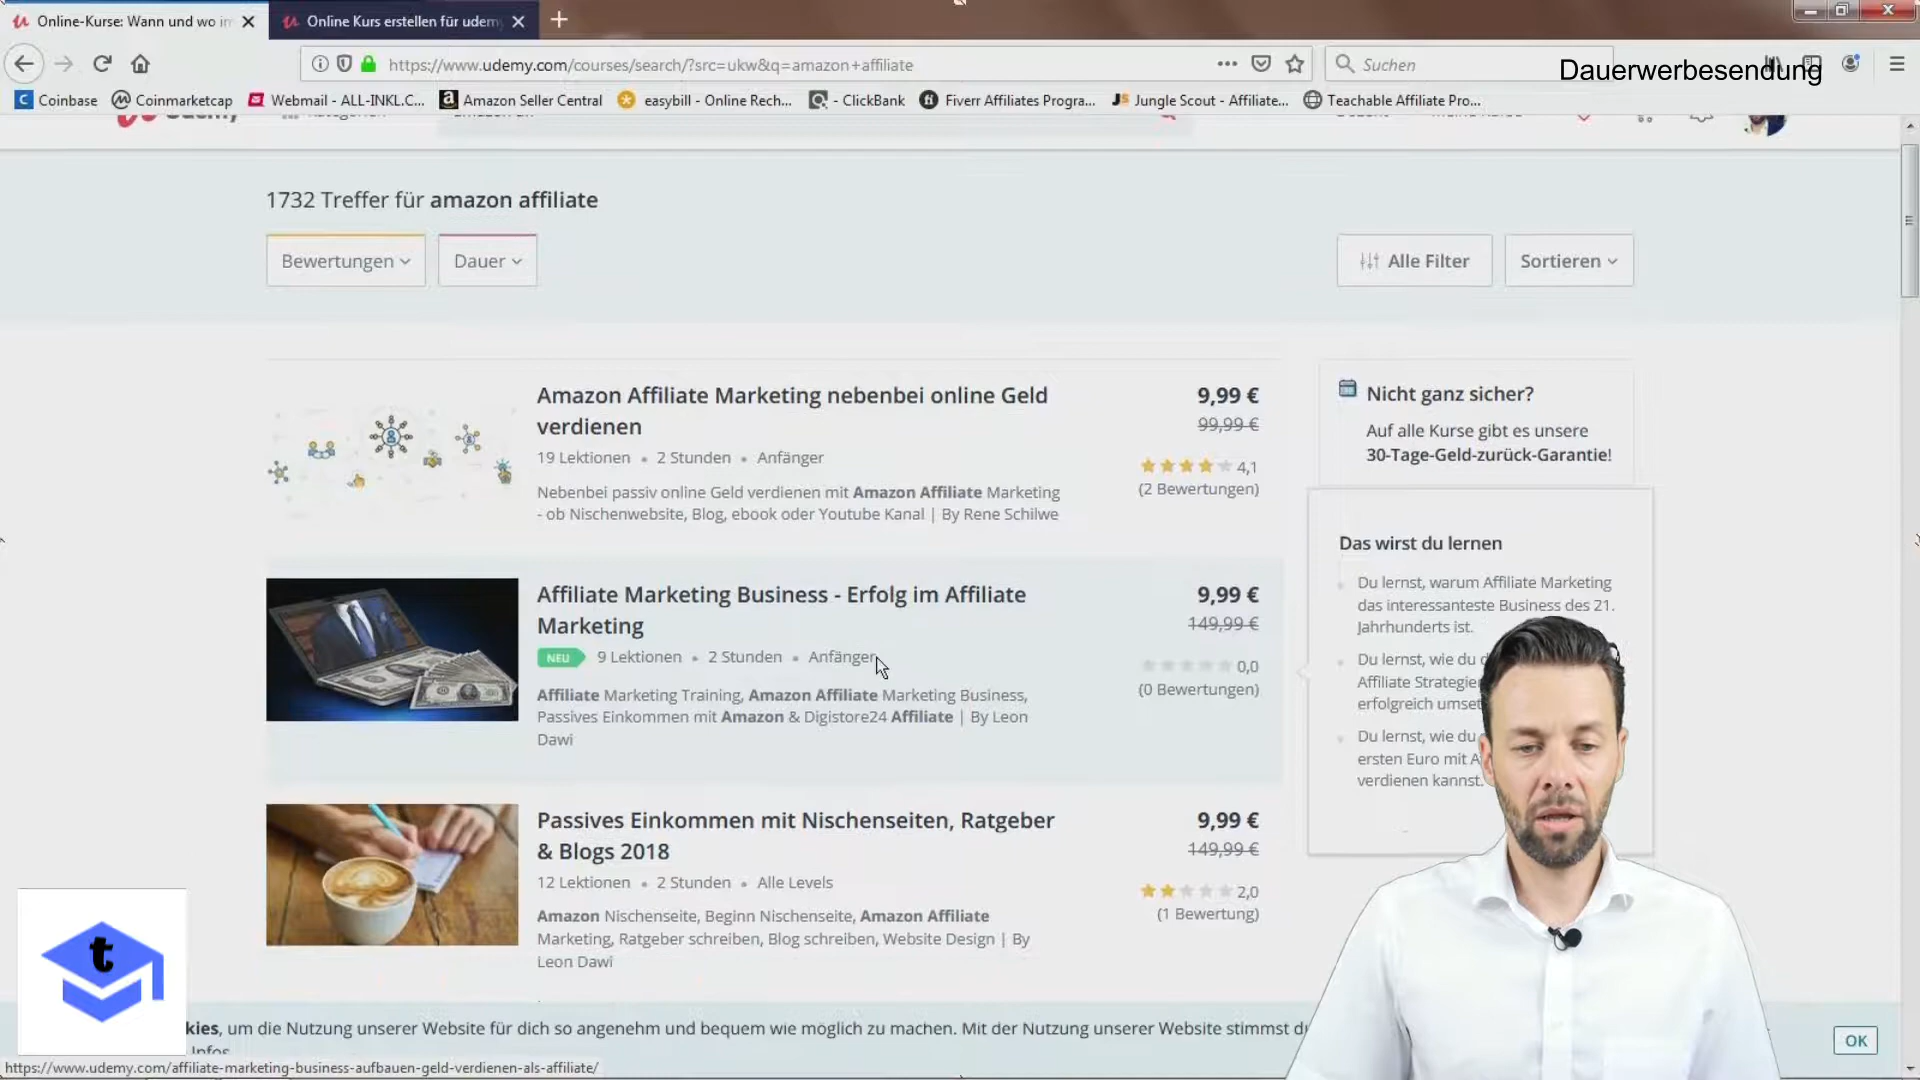 Online-Kurse: Wann und wo im
Online Kurs erstellen für udemy
https://www.udemy.com/courses/search/?src=ukw&q=amazon+affiliate
Suchen
Dauerwerbesendung
Coinbase
Coinmarketcap
Webmail - ALL-INKL.C...
Amazon Seller Central
easybill - Online Rech...
- ClickBank
Fiverr Affiliates Progra...
Jungle Scout - Affiliate...
Teachable Affiliate Pro...
1732 Treffer für amazon affiliate
Bewertungen
Dauer
Alle Filter
Sortieren
Amazon Affiliate Marketing nebenbei online Geld
verdienen
19 Lektionen • 2 Stunden • Anfänger
Nebenbei passiv online Geld verdienen mit Amazon Affiliate Marketing
- ob Nischenwebsite, Blog, ebook oder Youtube Kanal | By Rene Schilwe
9,99 €
99,99 €
4,1
(2 Bewertungen)
Nicht ganz sicher?
Auf alle Kurse gibt es unsere
30-Tage-Geld-zurück-Garantie!
Affiliate Marketing Business - Erfolg im Affiliate
Marketing
NEU 9 Lektionen • 2 Stunden • Anfänger
Affiliate Marketing Training, Amazon Affiliate Marketing Business,
Passives Einkommen mit Amazon & Digistore24 Affiliate | By Leon
Dawi
9,99 €
149,99 €
0,0
(0 Bewertungen)
Das wirst du lernen
Du lernst, warum Affiliate Marketing
das interessanteste Business des 21.
Jahrhunderts ist.
Du lernst, wie du
Affiliate Strategien
erfolgreich
Du lernst, wie du
ersten Euro mit
verdienen kannst.
Passives Einkommen mit Nischenseiten, Ratgeber
& Blogs 2018
12 Lektionen • 2 Stunden • Alle Levels
Amazon Nischenseite, Beginn Nischenseite, Amazon Affiliate
Marketing, Ratgeber schreiben, Blog schreiben, Website Design | By
Leon Dawi
9,99 €
149,99 €
2,0
(1 Bewertung)
t
kies, um die Nutzung unserer Website für dich so angenehm und bequem wie möglich zu machen. Mit der Nutzung unserer Website stimmst du
Infos
OK
https://www.udemy.com/affiliate-marketing-business-aufbauen-geld-verdienen-als-affiliate/